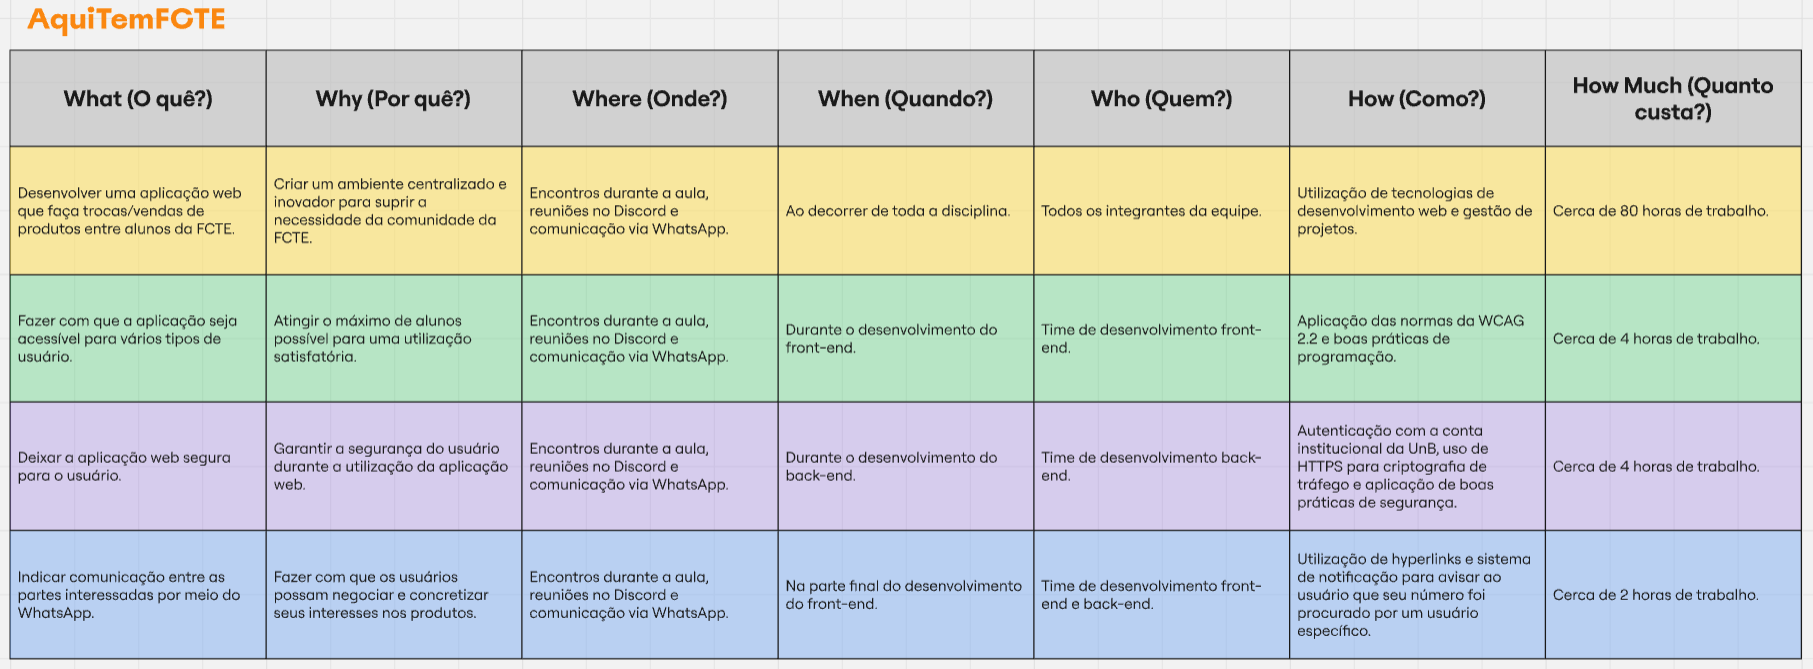 AquiTemFCTE
What (O quê?)
Why (Por quê?)
Where (Onde?)
When (Quando?)
Who (Quem?)
How (Como?)
How Much (Quanto
custa?)
Desenvolver uma aplicação web
que faça trocas/vendas de
produtos entre alunos da FCTE.
Criar um ambiente centralizado e
inovador para suprir a
necessidade da comunidade da
FCTE.
Encontros durante a aula,
reuniões no Discord e
comunicação via WhatsApp.
Ao decorrer de toda a disciplina.
Todos os integrantes da equipe.
Utilização de tecnologias de
desenvolvimento web e gestão de
projetos.
Cerca de 80 horas de trabalho.
Fazer com que a aplicação seja
acessível para vários tipos de
usuário.
Atingir o máximo de alunos
possível para uma utilização
satisfatória.
Encontros durante a aula,
reuniões no Discord e
comunicação via WhatsApp.
Durante o desenvolvimento do
front-end.
Time de desenvolvimento front-
end.
Aplicação das normas da WCAG
2.2 e boas práticas de
programação.
Cerca de 4 horas de trabalho.
Deixar a aplicação web segura
para o usuário.
Garantir a segurança do usuário
durante a utilização da aplicação
web.
Encontros durante a aula,
reuniões no Discord e
comunicação via WhatsApp.
Durante o desenvolvimento do
back-end.
Time de desenvolvimento back-
end.
Autenticação com a conta
institucional da UnB, uso de
HTTPS para criptografia de
tráfego e aplicação de boas
práticas de segurança.
Cerca de 4 horas de trabalho.
Indicar comunicação entre as
partes interessadas por meio do
WhatsApp.
Fazer com que os usuários
possam negociar e concretizar
seus interesses nos produtos.
Encontros durante a aula,
reuniões no Discord e
comunicação via WhatsApp.
Na parte final do desenvolvimento
do front-end.
Time de desenvolvimento front-
end e back-end.
Utilização de hyperlinks e sistema
de notificação para avisar ao
usuário que seu número foi
procurado por um usuário
específico.
Cerca de 2 horas de trabalho.